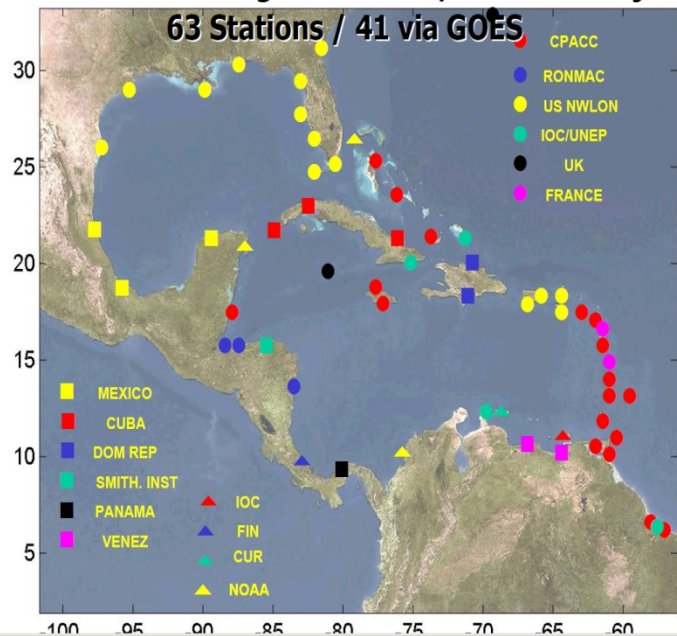 63 Stations / 41 via GOES
CPACC
RONMAC
US NWLON
IOC/UNEP
UK
FRANCE
30
25
20
15
10
5
MEXICO
CUBA
DOM REP
SMITH. INST
PANAMA
VENEZ
IOC
FIN
CUR
NOAA
-100 -95 -90 -85 -80 -75 -70 -65 -60